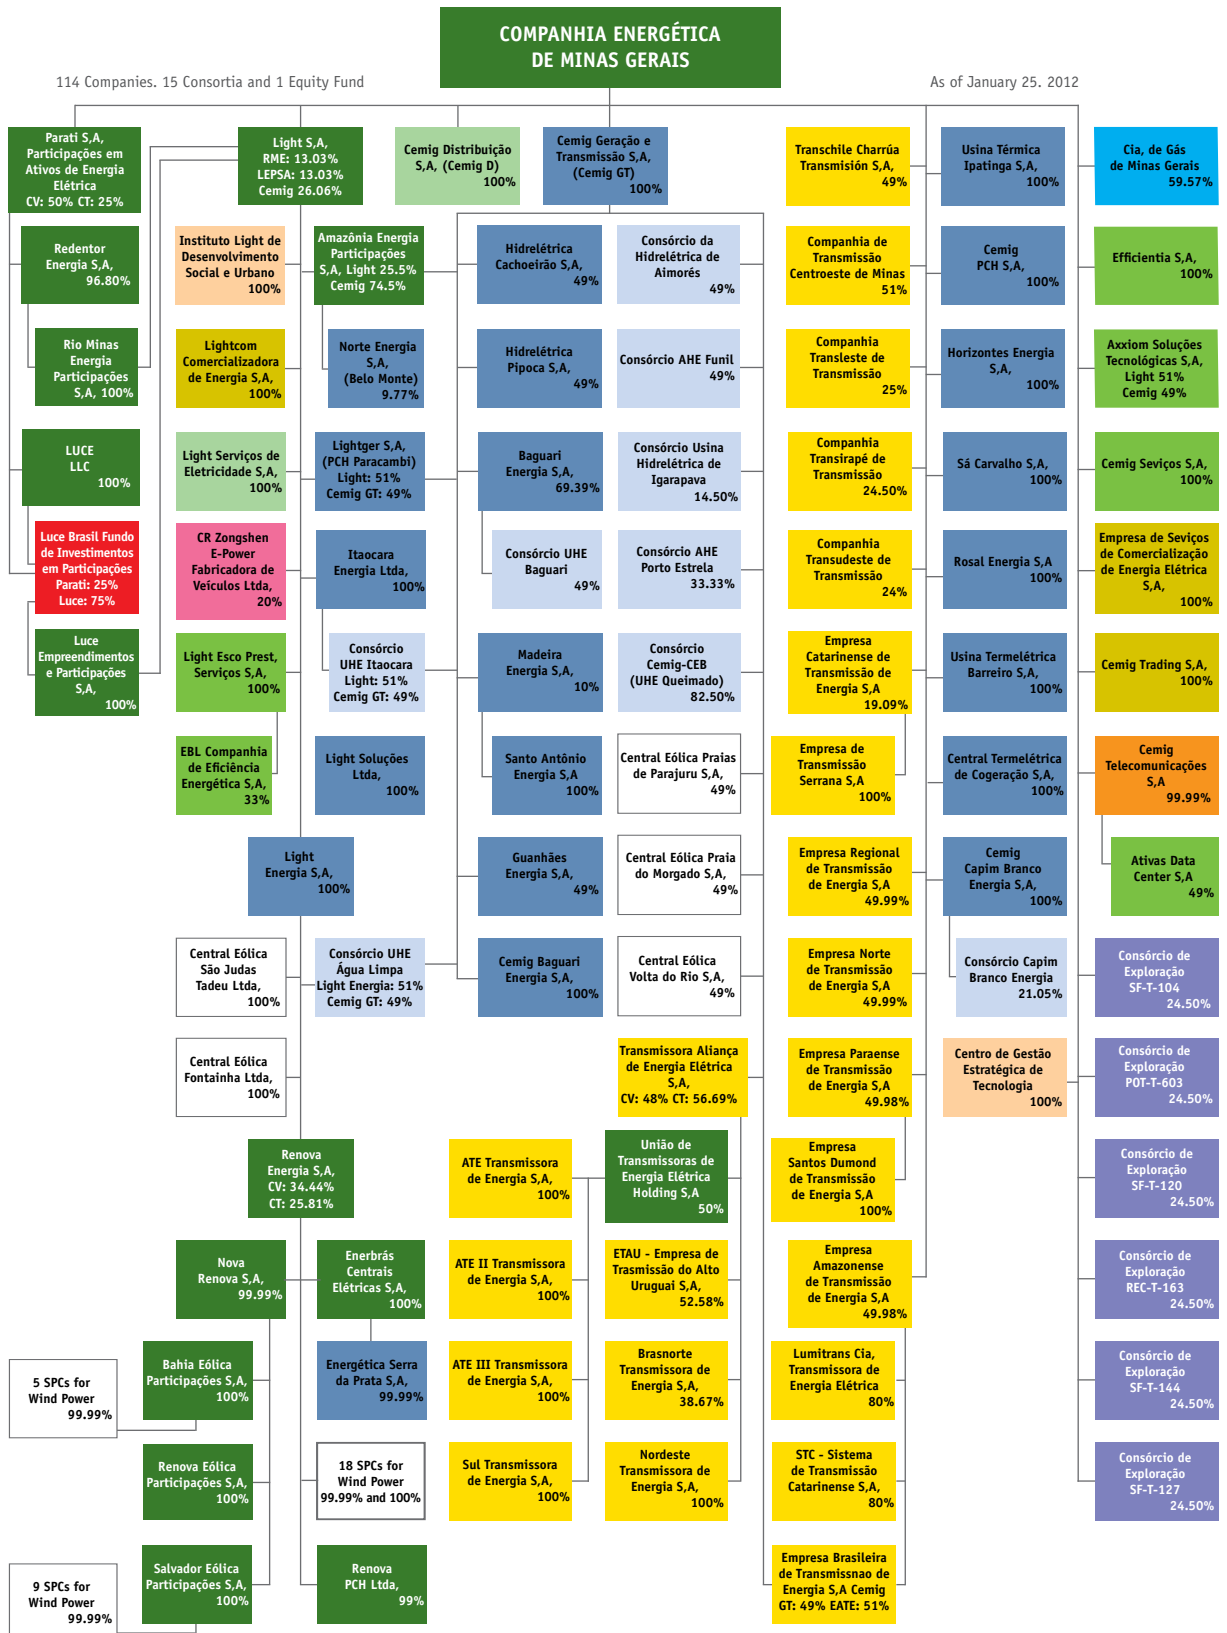 COMPANHIA ENERGÉTICA
DE MINAS GERAIS
114 Companies. 15 Consortia and 1 Equity Fund
As of January 25. 2012
Parati S,A,
Participações em
Ativos de Energia
Elétrica
CV: 50% CT: 25%
Light S,A,
RME: 13.03%
LEPSA: 13.03%
Cemig 26.06%
Cemig Distribuição
S,A, (Cemig D)
100%
Cemig Geração e
Transmissão S,A,
(Cemig GT)
100%
Transchile Charrúa
Transmisión S,A,
49%
Usina Térmica
Ipatinga S,A,
100%
Cia, de Gás
de Minas Gerais
59.57%
Redentor
Energia S,A,
96.80%
Instituto Light de
Desenvolvimento
Social e Urbano
100%
Amazônia Energia
Participações
S,A, Light 25.5%
Cemig 74.5%
Hidrelétrica
Cachoeirão S,A,
49%
Consórcio da
Hidrelétrica de
Aimorés
49%
Companhia de
Transmissão
Centroeste de Minas
51%
Cemig
PCH S,A,
100%
Efficientia S,A,
100%
Rio Minas
Energia
Participações
S,A, 100%
Lightcom
Comercializadora
de Energia S,A,
100%
Norte Energia
S,A,
(Belo Monte)
9.77%
Hidrelétrica
Pipoca S,A,
49%
Consórcio AHE Funil
49%
Companhia
Transleste de
Transmissão
25%
Horizontes Energia
S,A,
100%
Axxiom Soluções
Tecnológicas S,A,
Light 51%
Cemig 49%
LUCE
LLC
100%
Light Serviços de
Eletricidade S,A,
100%
Lightger S,A,
(PCH Paracambi)
Light: 51%
Cemig GT: 49%
Baguari
Energia S,A,
69.39%
Consórcio Usina
Hidrelétrica de
Igarapava
14.50%
Companhia
Transirapé de
Transmissão
24.50%
Sá Carvalho S,A,
100%
Cemig Seviços S,A,
100%
Luce Brasil Fundo
de Investimentos
em Participações
Parati: 25%
Luce: 75%
CR Zongshen
E-Power
Fabricadora de
Veículos Ltda,
20%
Itaocara
Energia Ltda,
100%
Consórcio UHE
Baguari
49%
Consórcio AHE
Porto Estrela
33.33%
Companhia
Transudeste de
Transmissão
24%
Rosal Energia S,A
100%
Empresa de Seviços
de Comercialização
de Energia Elétrica
S,A,
100%
Luce
Empreendimentos
e Participações
S,A,
100%
Light Esco Prest,
Serviços S,A,
100%
Consórcio
UHE Itaocara
Light: 51%
Cemig GT: 49%
Madeira
Energia S,A,
10%
Consórcio
Cemig-CEB
(UHE Queimado)
82.50%
Empresa
Catarinense de
Transmissão de
Energia S,A
19.09%
Usina Termelétrica
Barreiro S,A,
100%
Cemig Trading S,A,
100%
EBL Companhia
de Eficiência
Energética S,A,
33%
Light Soluções
Ltda,
100%
Santo Antônio
Energia S,A
100%
Central Eólica Praias
de Parajuru S,A,
49%
Empresa de
Transmissão
Serrana S,A
100%
Central Termelétrica
de Cogeração S,A,
100%
Cemig
Telecomunicações
S,A
99.99%
Light
Energia S,A,
100%
Guanhães
Energia S,A,
49%
Central Eólica Praia
do Morgado S,A,
49%
Empresa Regional
de Transmissão
de Energia S,A
49.99%
Cemig
Capim Branco
Energia S,A,
100%
Ativas Data
Center S,A
49%
Central Eólica
São Judas
Tadeu Ltda,
100%
Consórcio UHE
Água Limpa
Light Energia: 51%
Cemig GT: 49%
Cemig Baguari
Energia S,A,
100%
Central Eólica
Volta do Rio S,A,
49%
Empresa Norte
de Transmissão
de Energia S,A
49.99%
Consórcio Capim
Branco Energia
21.05%
Consórcio de
Exploração
SF-T-104
24.50%
Central Eólica
Fontainha Ltda,
100%
Transmissora Aliança
de Energia Elétrica
S,A,
CV: 48% CT: 56.69%
Empresa Paraense
de Transmissão
de Energia S,A
49.98%
Centro de Gestão
Estratégica de
Tecnologia
100%
Consórcio de
Exploração
POT-T-603
24.50%
Renova
Energia S,A,
CV: 34.44%
CT: 25.81%
ATE Transmissora
de Energia S,A,
100%
União de
Transmissoras de
Energia Elétrica
Holding S,A
50%
Empresa
Santos Dumond
de Transmissão
de Energia S,A
100%
Consórcio de
Exploração
SF-T-120
24.50%
Nova
Renova S,A,
99.99%
Enerbrás
Centrais
Elétricas S,A,
100%
ATE II Transmissora
de Energia S,A,
100%
ETAU - Empresa de
Trasmissão do Alto
Uruguai S,A,
52.58%
Empresa
Amazonense
de Transmissão
de Energia S,A
49.98%
Consórcio de
Exploração
REC-T-163
24.50%
5 SPCs for
Wind Power
99.99%
Bahia Eólica
Participações S,A,
100%
Energética Serra
da Prata S,A,
99.99%
ATE III Transmissora
de Energia S,A,
100%
Brasnorte
Transmissora de
Energia S,A,
38.67%
Lumitrans Cia,
Transmissora de
Energia Elétrica
80%
Consórcio de
Exploração
SF-T-144
24.50%
Renova Eólica
Participações S,A,
100%
18 SPCs for
Wind Power
99.99% and 100%
Sul Transmissora
de Energia S,A,
100%
Nordeste
Transmissora de
Energia S,A,
100%
STC - Sistema
de Transmissão
Catarinense S,A,
80%
Consórcio de
Exploração
SF-T-127
24.50%
9 SPCs for
Wind Power
99.99%
Salvador Eólica
Participações S,A,
100%
Renova
PCH Ltda,
99%
Empresa Brasileira
de Transmissnao de
Energia S,A Cemig
GT: 49% EATE: 51%